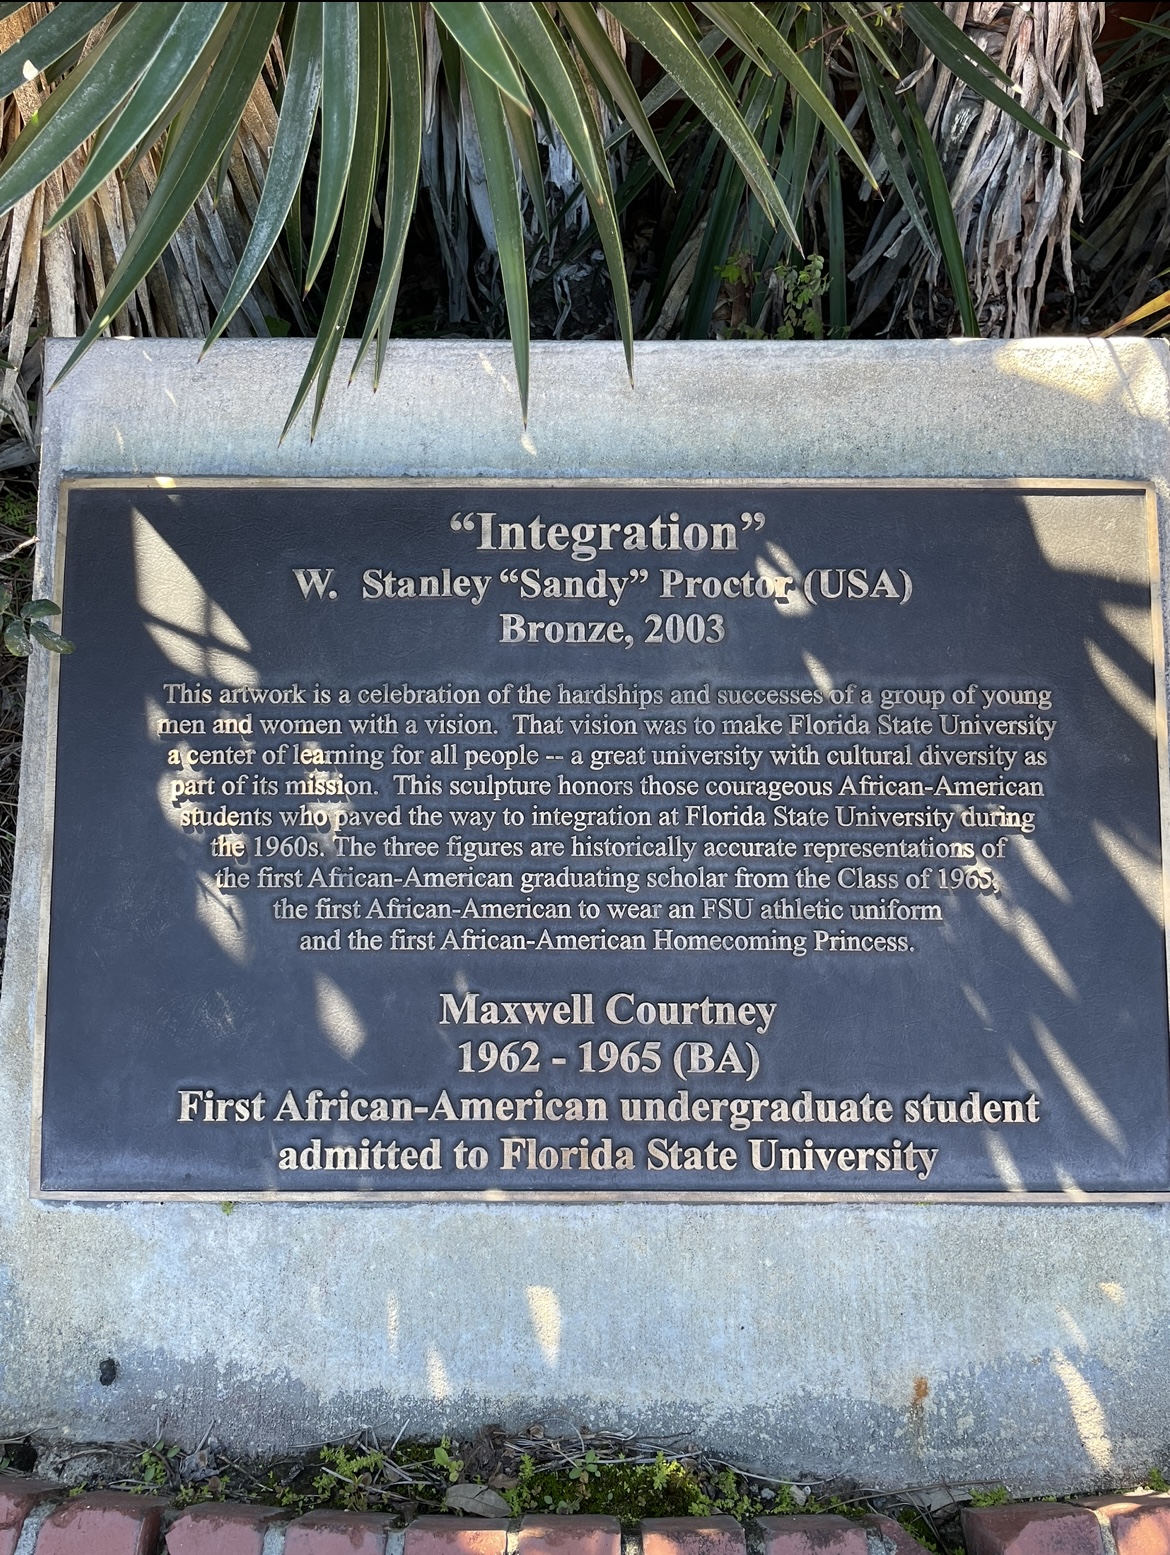 “Integration”
W. Stanley “Sandy” Proctor (USA)
Bronze, 2003
This artwork is a celebration of the hardships and successes of a group of young
men and women with a vision. That vision was to make Florida State University
a center of learning for all people -- a great university with cultural diversity as
part of its mission. This sculpture honors those courageous African-American
students who paved the way to integration at Florida State University during
the 1960s. The three figures are historically accurate representations of
the first African-American graduating scholar from the Class of 1965,
the first African-American to wear an FSU athletic uniform
and the first African-American Homecoming Princess.
Maxwell Courtney
1962 - 1965 (BA)
First African-American undergraduate student
admitted to Florida State University